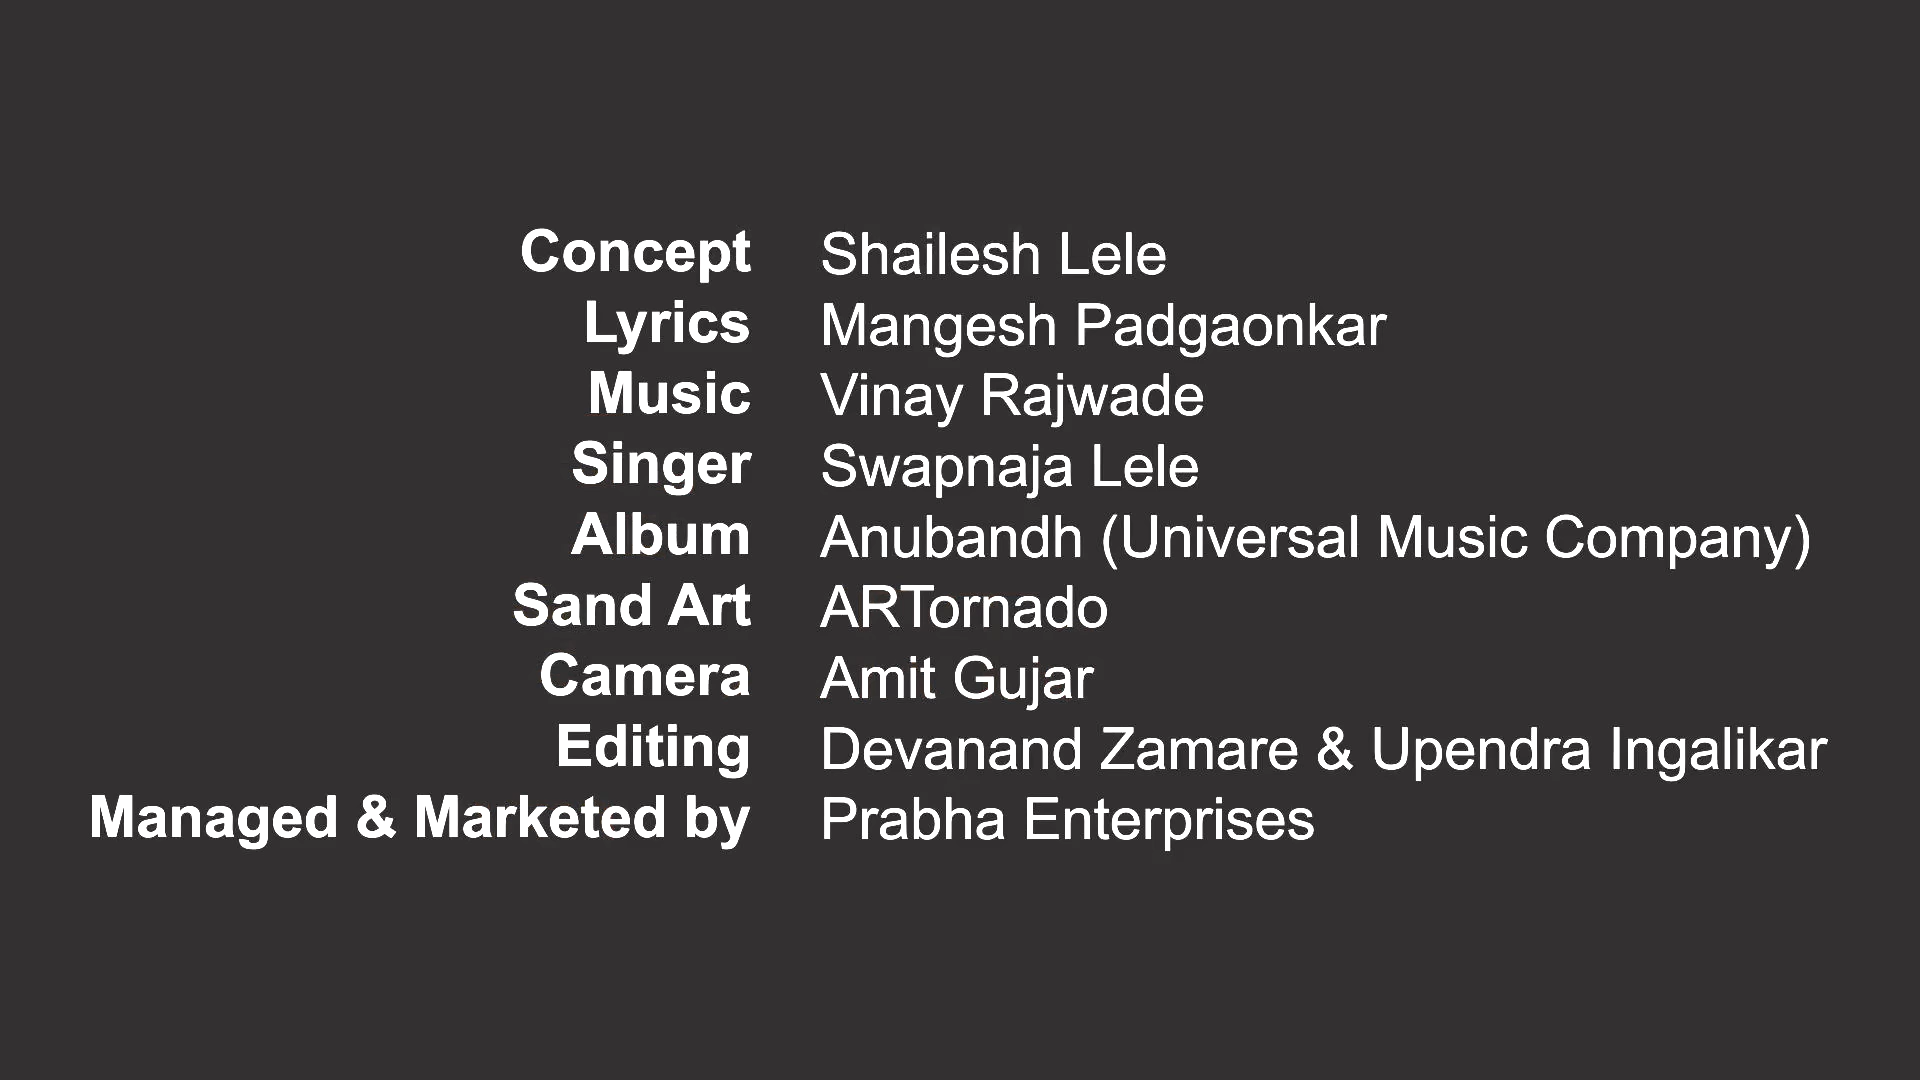 Concept Shailesh Lele
Lyrics Mangesh Padgaonkar
Music Vinay Rajwade
Singer Swapnaja Lele
Album Anubandh (Universal Music Company)
Sand Art ARTornado
Camera Amit Gujar
Editing Devanand Zamare & Upendra Ingalikar
Managed & Marketed by Prabha Enterprises